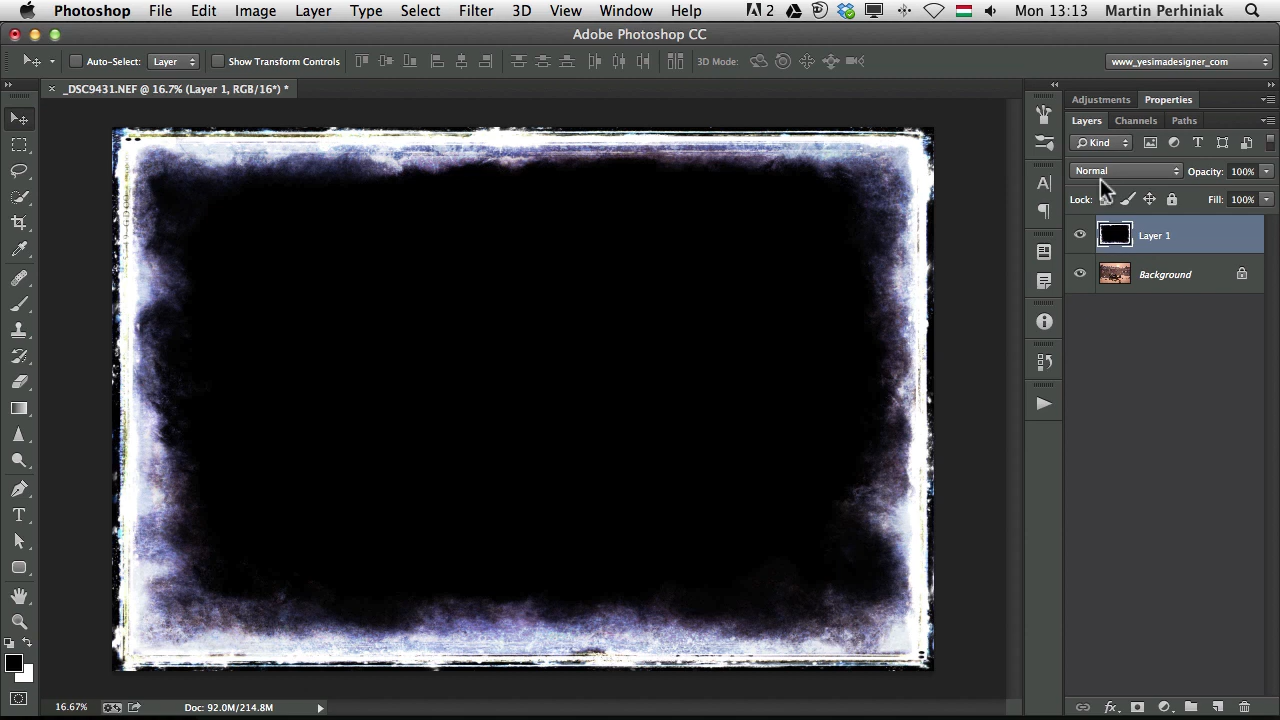 Photoshop File Edit Image Layer Type Select Filter 3D View Window Help 2 Mon 13:13 Martin Perhiniak
Adobe Photoshop CC
Auto-Select: Layer Show Transform Controls 3D Mode: www_yesimadesigner_com
_DSC9431.NEF @ 16.7% (Layer 1, RGB/16*) *
Adjustments Properties
Layers Channels Paths
Kind
Normal Opacity: 100%
Lock: Fill: 100%
Layer 1
Background
16.67% Doc: 92.0M/214.8M